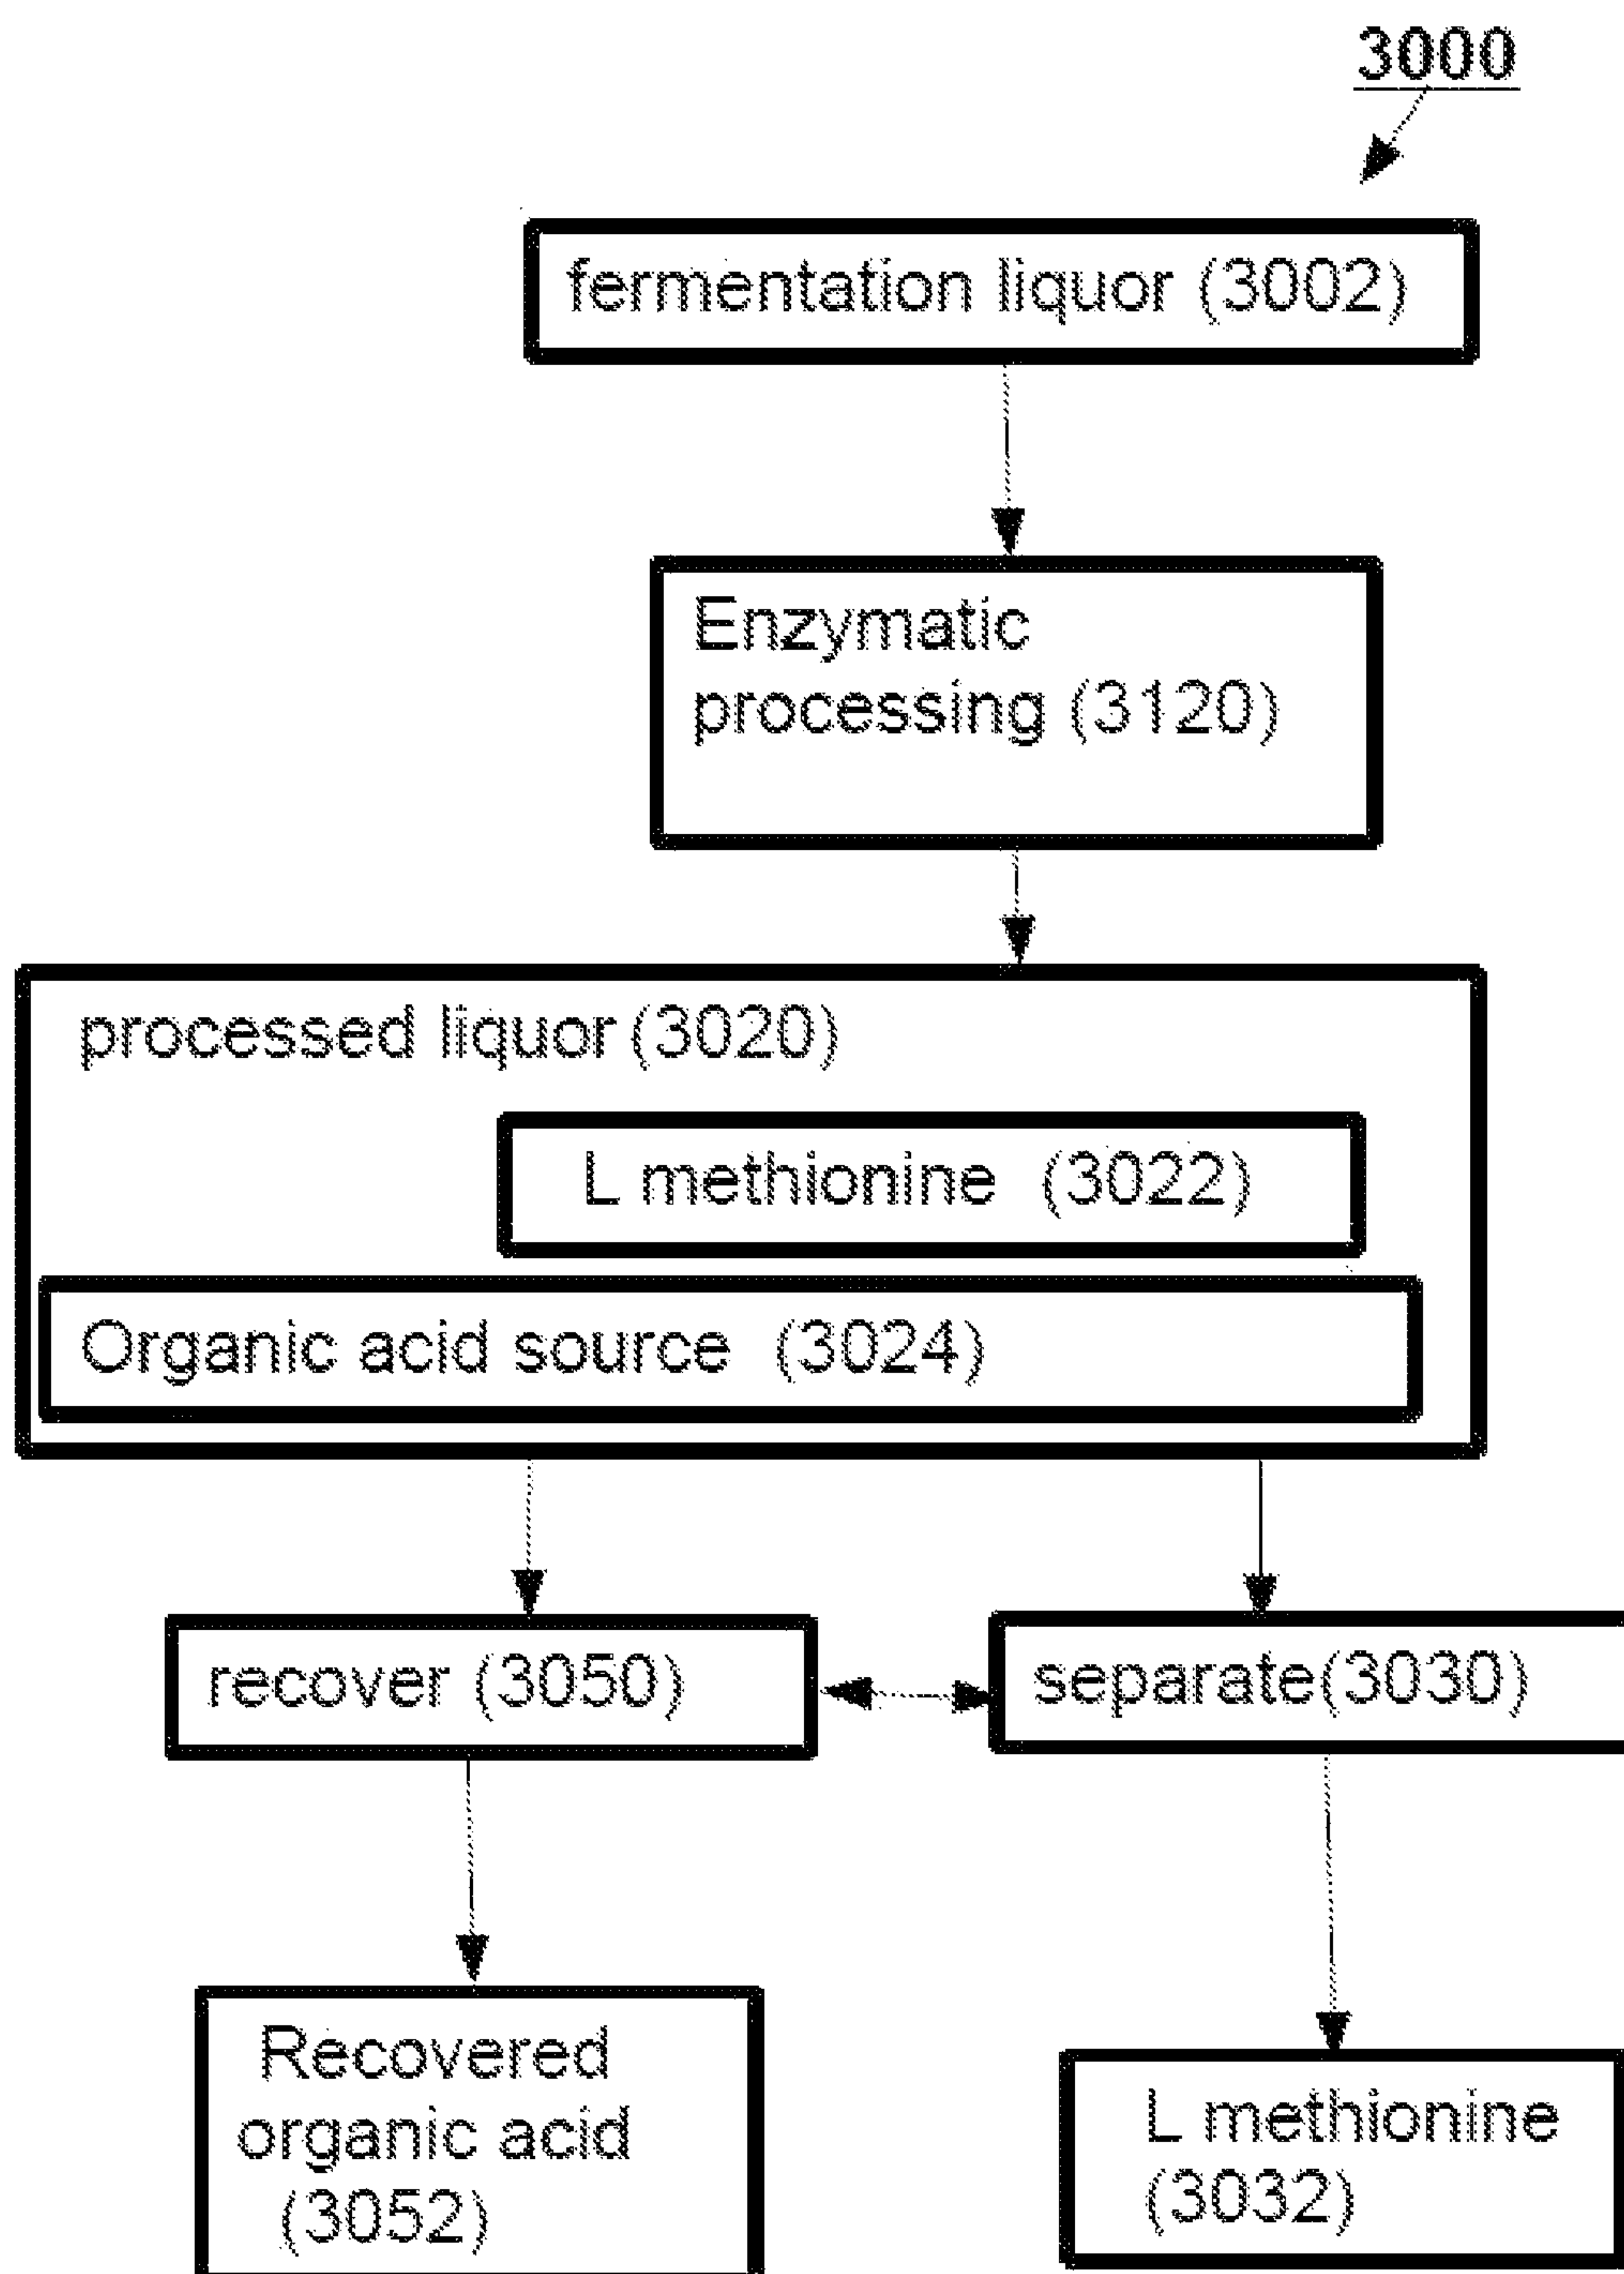 3000
fermentation liquor (3002)
Enzymatic
processing (3120)
processed liquor (3020)
L methionine (3022)
Organic acid source (3024)
recover (3050)
separate(3030)
Recovered
organic acid
(3052)
L methionine
(3032)